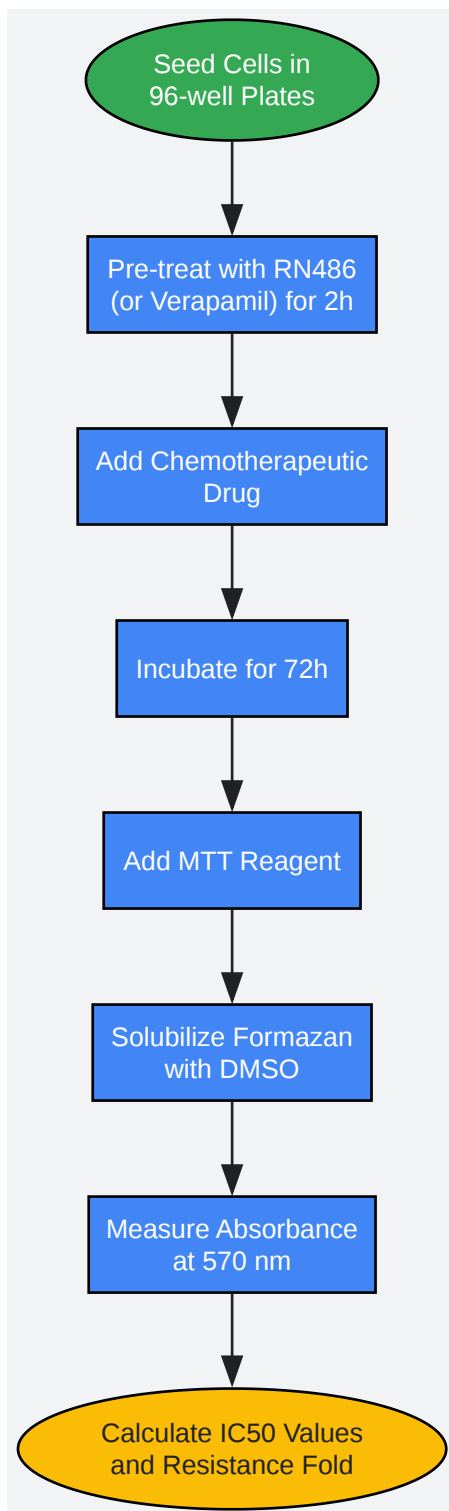 Seed Cells in
96-well Plates
Pre-treat with RN486
(or Verapamil) for 2h
Add Chemotherapeutic
Drug
Incubate for 72h
Add MTT Reagent
Solubilize Formazan
with DMSO
Measure Absorbance
at 570 nm
Calculate IC50 Values
and Resistance Fold